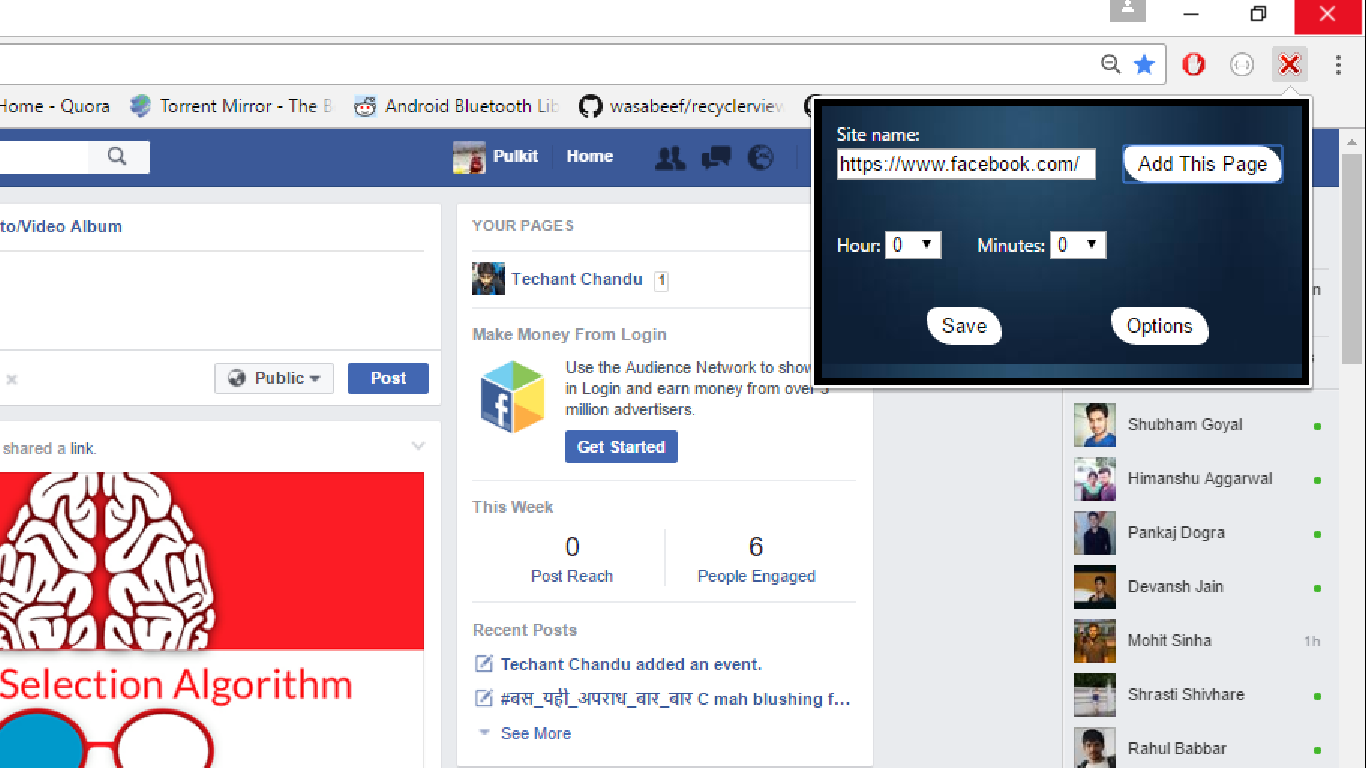 Home - Quora
Torrent Mirror - The B
Android Bluetooth Lib
wasabeef/recyclerview
Pulkit
Home
Site name:
https://www.facebook.com/
Add This Page
Hour: 0
Minutes: 0
Save
Options
to/Video Album
Public
Post
shared a link.
Selection Algorithm
YOUR PAGES
Techant Chandu 1
Make Money From Login
Use the Audience Network to show
in Login and earn money from over 3
million advertisers.
Get Started
This Week
0
6
Post Reach
People Engaged
Recent Posts
Techant Chandu added an event.
#बस_यही_अपराध_बार_बार C mah blushing f...
See More
Shubham Goyal
Himanshu Aggarwal
Pankaj Dogra
Devansh Jain
Mohit Sinha 1h
Shrasti Shivhare
Rahul Babbar